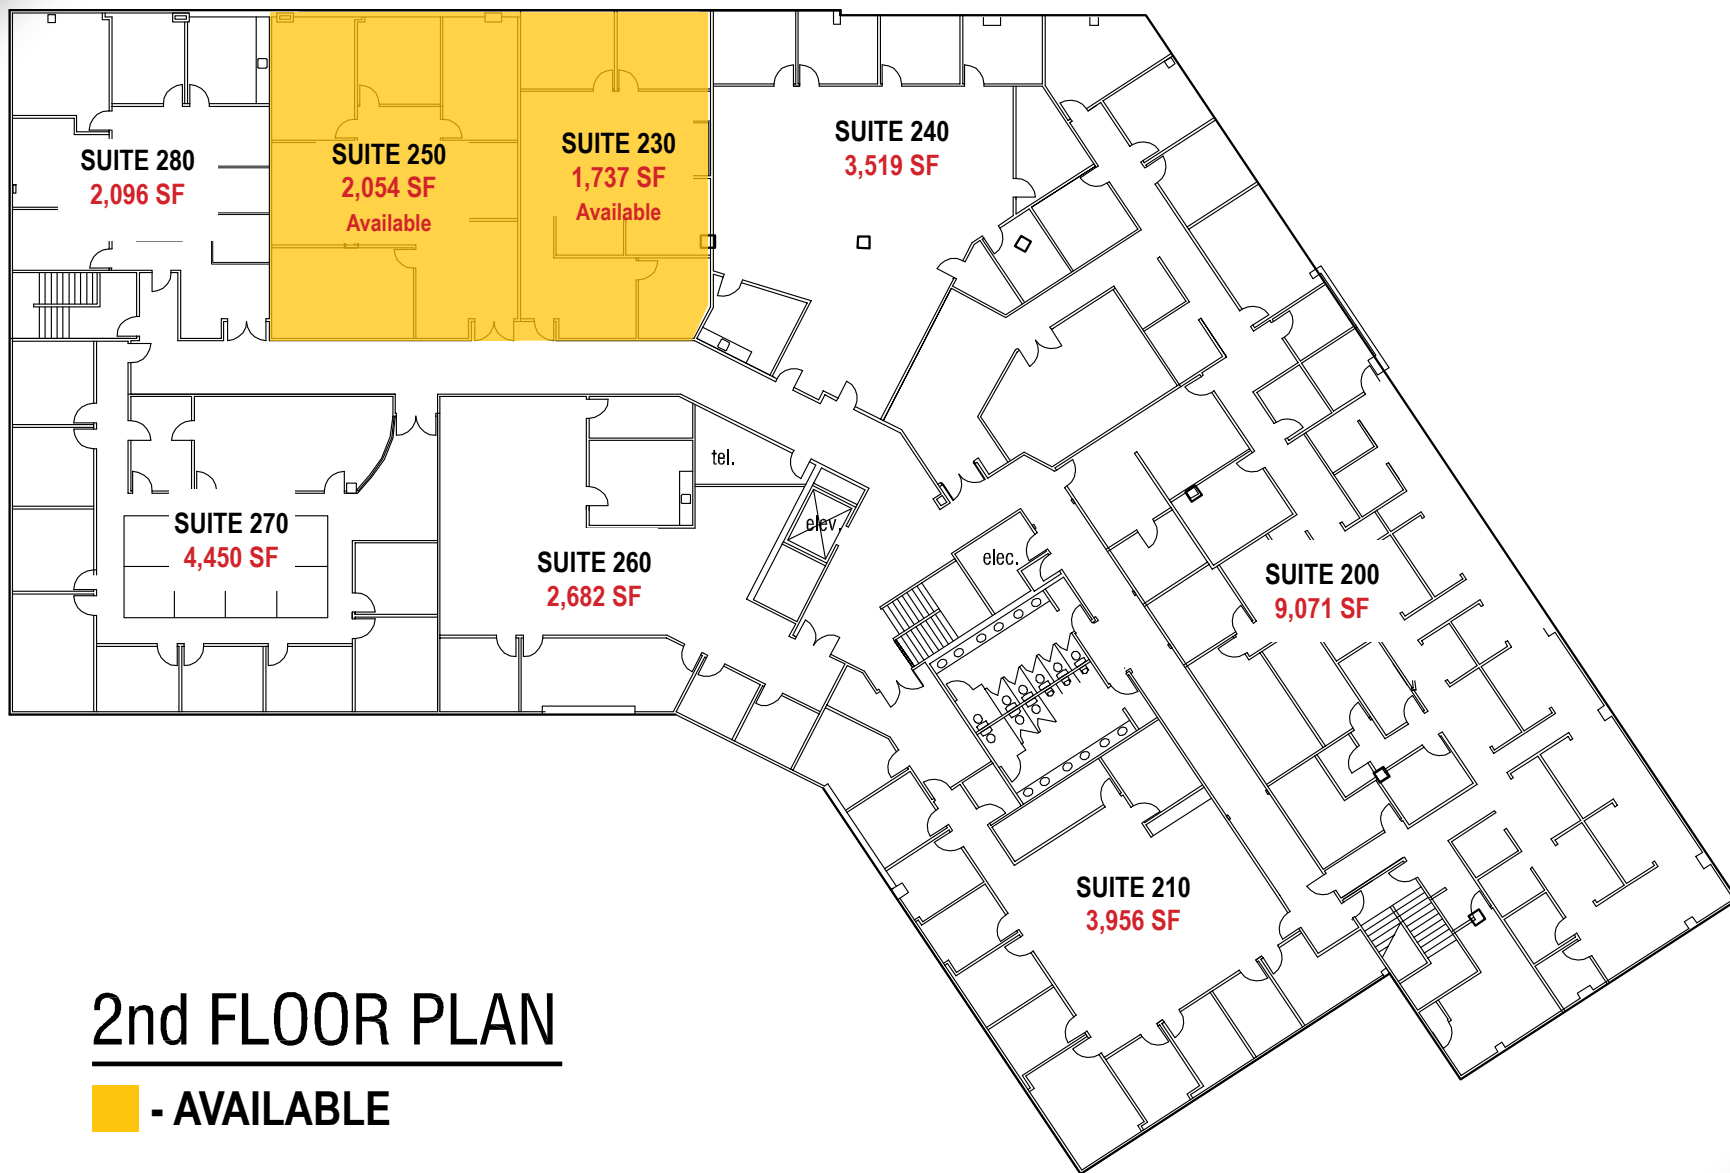 SUITE 280
2,096 SF
SUITE 250
2,054 SF
Available
SUITE 230
1,737 SF
Available
SUITE 240
3,519 SF
tel.
elev.
elec.
SUITE 270
4,450 SF
SUITE 260
2,682 SF
SUITE 200
9,071 SF
SUITE 210
3,956 SF
2nd FLOOR PLAN
- AVAILABLE